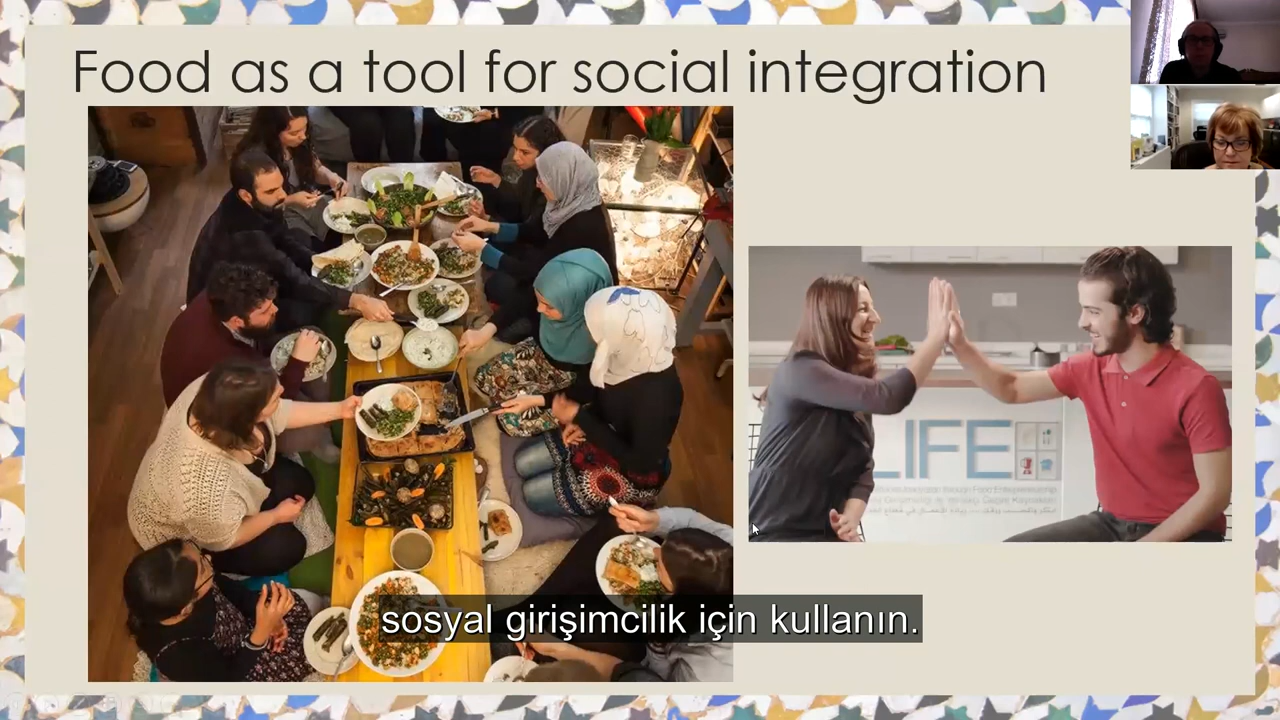 Food as a tool for social integration
LIFE
sosyal girişimcilik için kullanın.